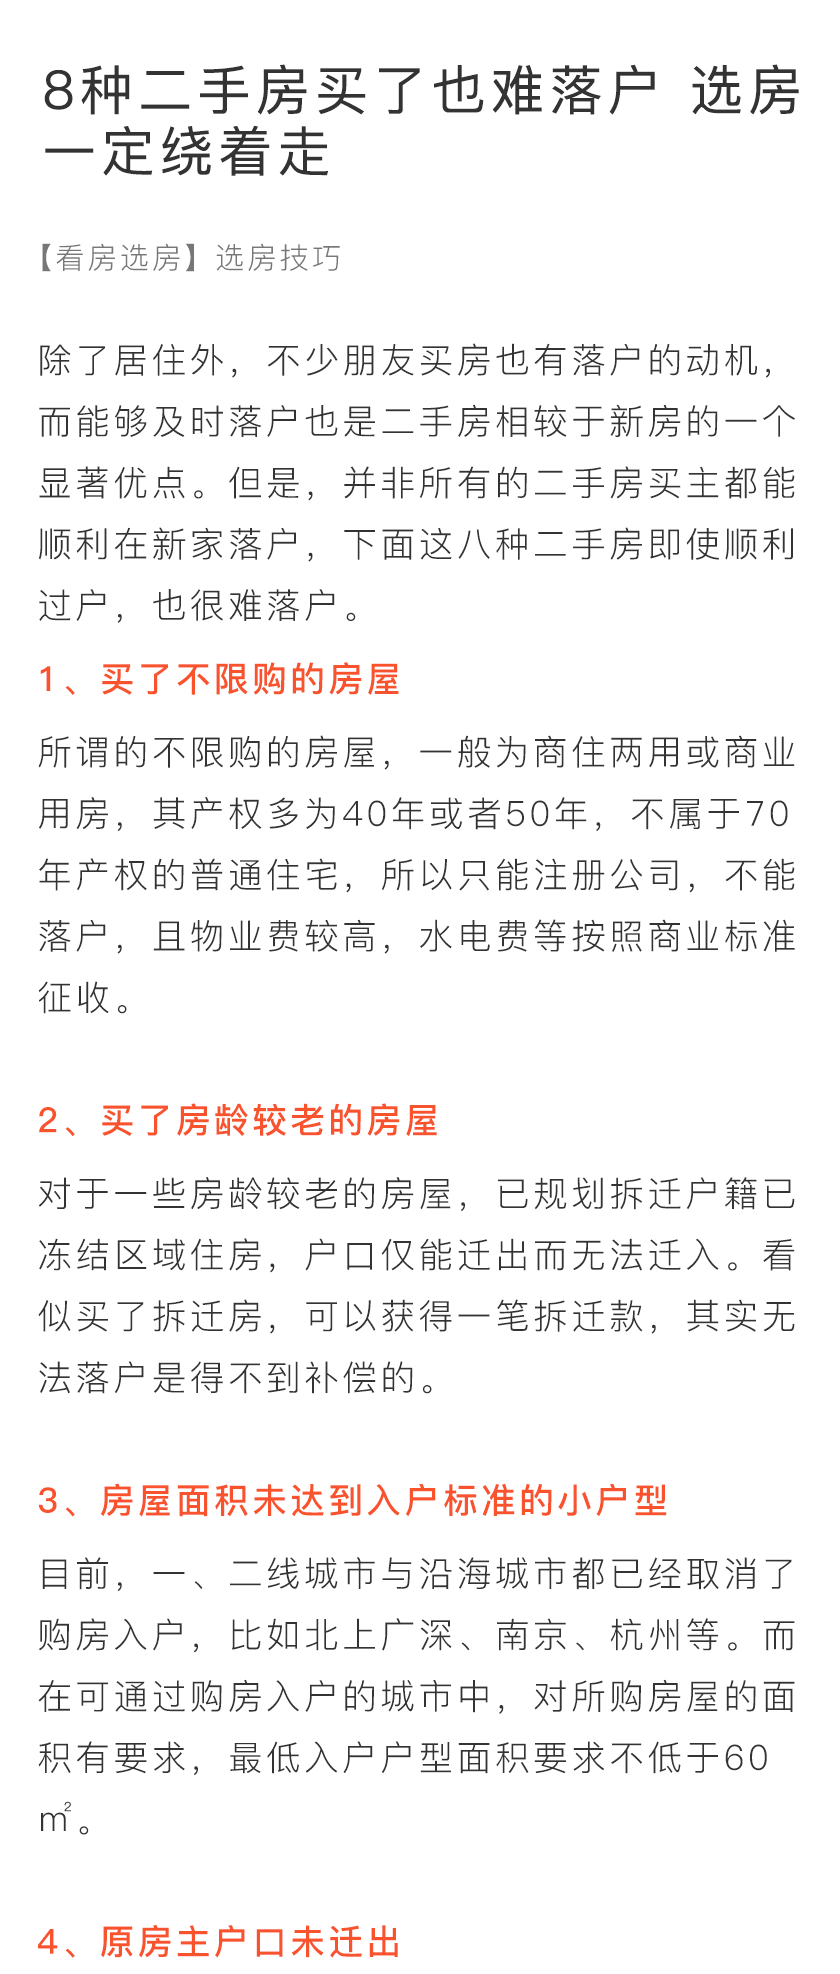 8种二手房买了也难落户 选房
一定绕着走
【看房选房】选房技巧
除了居住外，不少朋友买房也有落户的动机，
而能够及时落户也是二手房相较于新房的一个
显著优点。但是，并非所有的二手房买主都能
顺利在新家落户，下面这八种二手房即使顺利
过户，也很难落户。
1、买了不限购的房屋
所谓的不限购的房屋，一般为商住两用或商业
用房，其产权多为40年或者50年，不属于70
年产权的普通住宅，所以只能注册公司，不能
落户，且物业费较高，水电费等按照商业标准
征收。
2、买了房龄较老的房屋
对于一些房龄较老的房屋，已规划拆迁户籍已
冻结区域住房，户口仅能迁出而无法迁入。看
似买了拆迁房，可以获得一笔拆迁款，其实无
法落户是得不到补偿的。
3、房屋面积未达到入户标准的小户型
目前，一、二线城市与沿海城市都已经取消了
购房入户，比如北上广深、南京、杭州等。而
在可通过购房入户的城市中，对所购房屋的面
积有要求，最低入户户型面积要求不低于60
㎡。
4、原房主户口未迁出